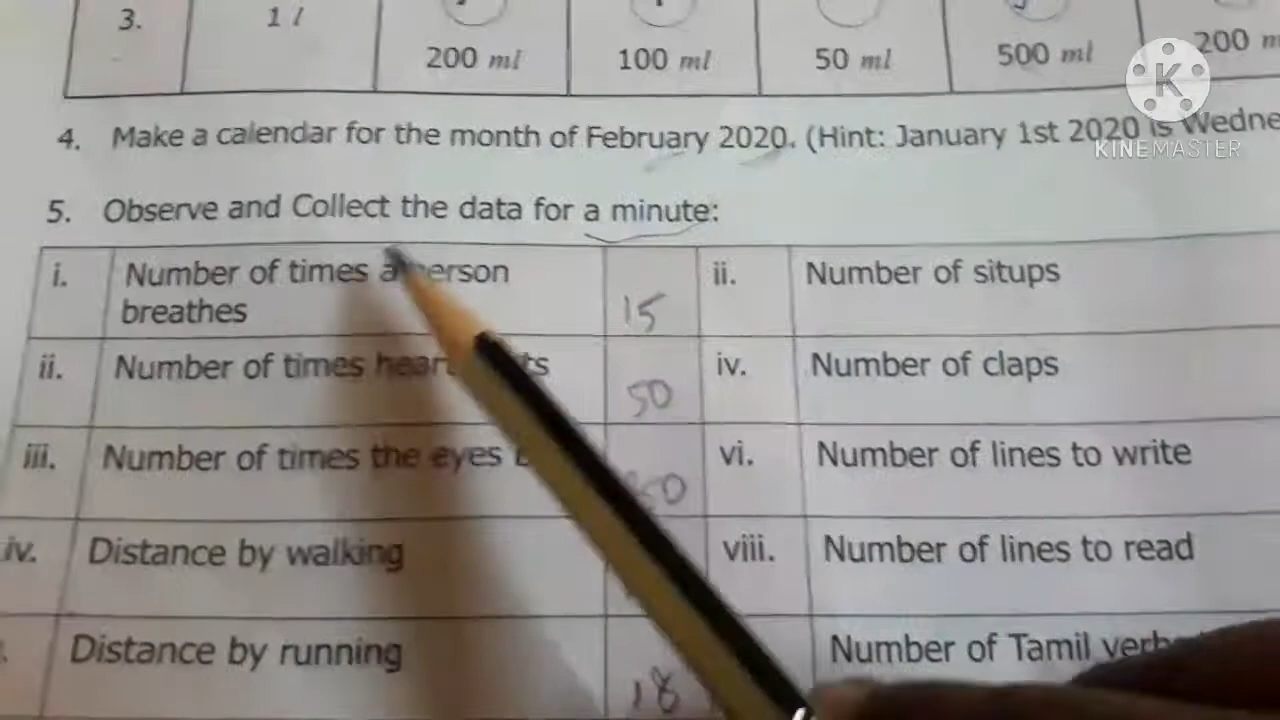 3. 1 l
200 ml 100 ml 50 ml 500 ml 200
K
KINEMASTER
4. Make a calendar for the month of February 2020. (Hint: January 1st 2020 is
5. Observe and Collect the data for a minute:
i. Number of times a person
breathes
15
ii. Number of situps
ii. Number of times
50
iv. Number of claps
iii. Number of times the eyes
vi. Number of lines to write
iv. Distance by walking
viii. Number of lines to read
Distance by running
18
Number of Tamil